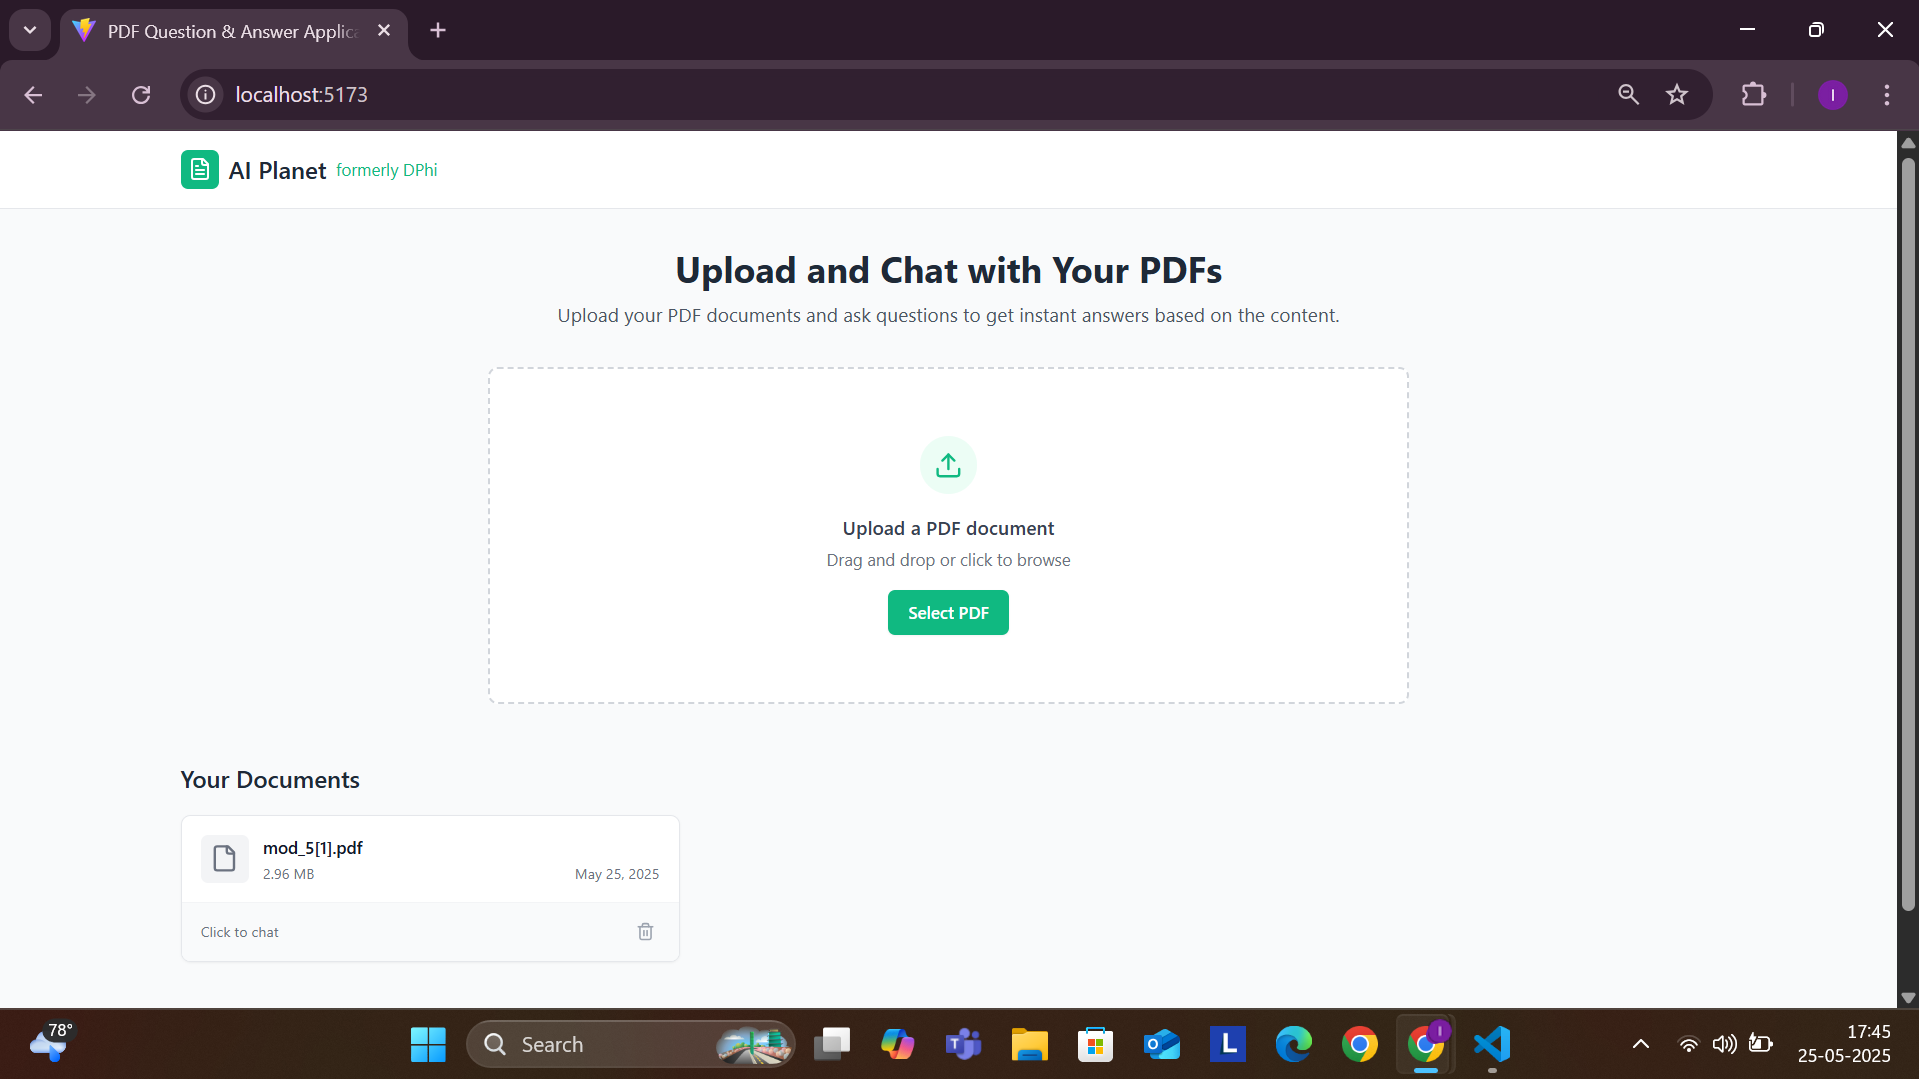 PDF Question & Answer Applica
localhost:5173
I
AI Planet formerly DPhi
Upload and Chat with Your PDFs
Upload your PDF documents and ask questions to get instant answers based on the content.
Upload a PDF document
Drag and drop or click to browse
Select PDF
Your Documents
mod_5[1].pdf
2.96 MB May 25, 2025
Click to chat
78°
Search
L
I
17:45
25-05-2025